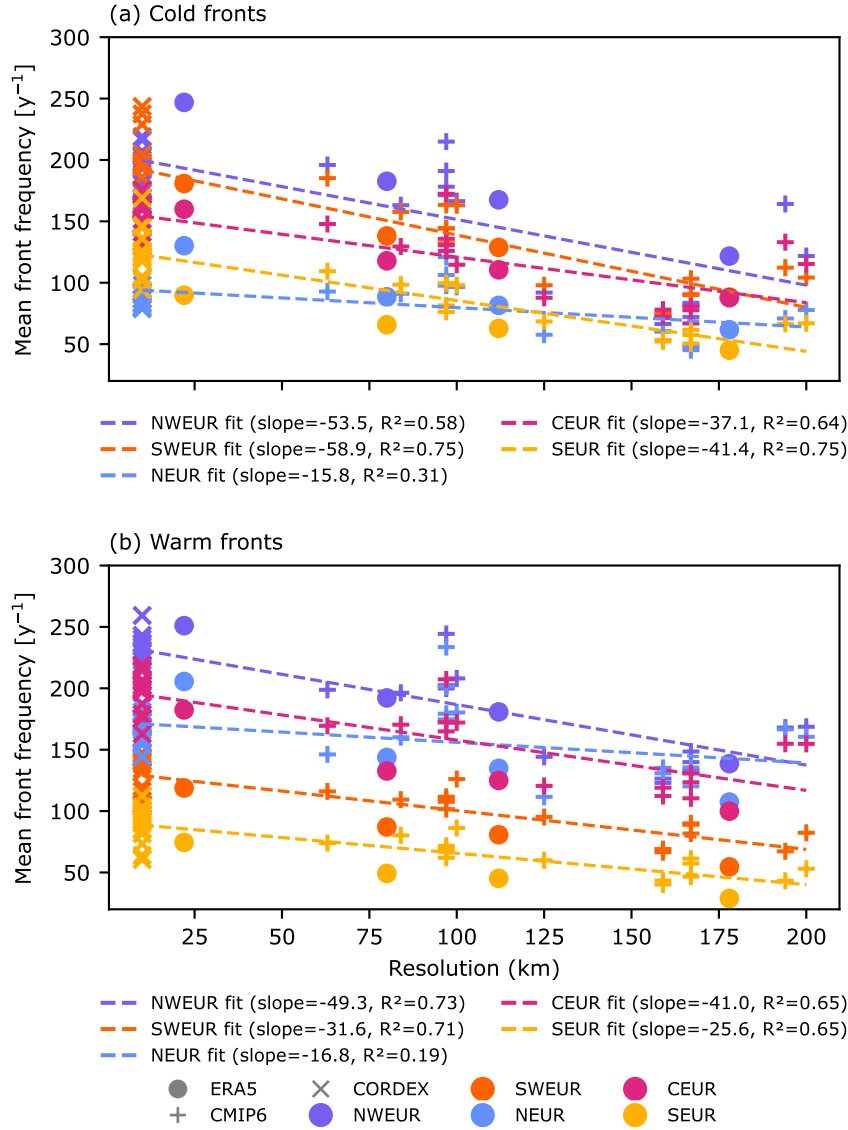 (a) Cold fronts
300
250
200
150
100
50
Mean front frequency [y⁻¹]
NWEUR fit (slope=-53.5, R²=0.58)
SWEUR fit (slope=-58.9, R²=0.75)
NEUR fit (slope=-15.8, R²=0.31)
CEUR fit (slope=-37.1, R²=0.64)
SEUR fit (slope=-41.4, R²=0.75)
(b) Warm fronts
300
250
200
150
100
50
Mean front frequency [y⁻¹]
25 50 75 100 125 150 175 200
Resolution (km)
NWEUR fit (slope=-49.3, R²=0.73)
SWEUR fit (slope=-31.6, R²=0.71)
NEUR fit (slope=-16.8, R²=0.19)
CEUR fit (slope=-41.0, R²=0.65)
SEUR fit (slope=-25.6, R²=0.65)
ERA5 CORDEX SWEUR CEUR
CMIP6 NWEUR NEUR SEUR